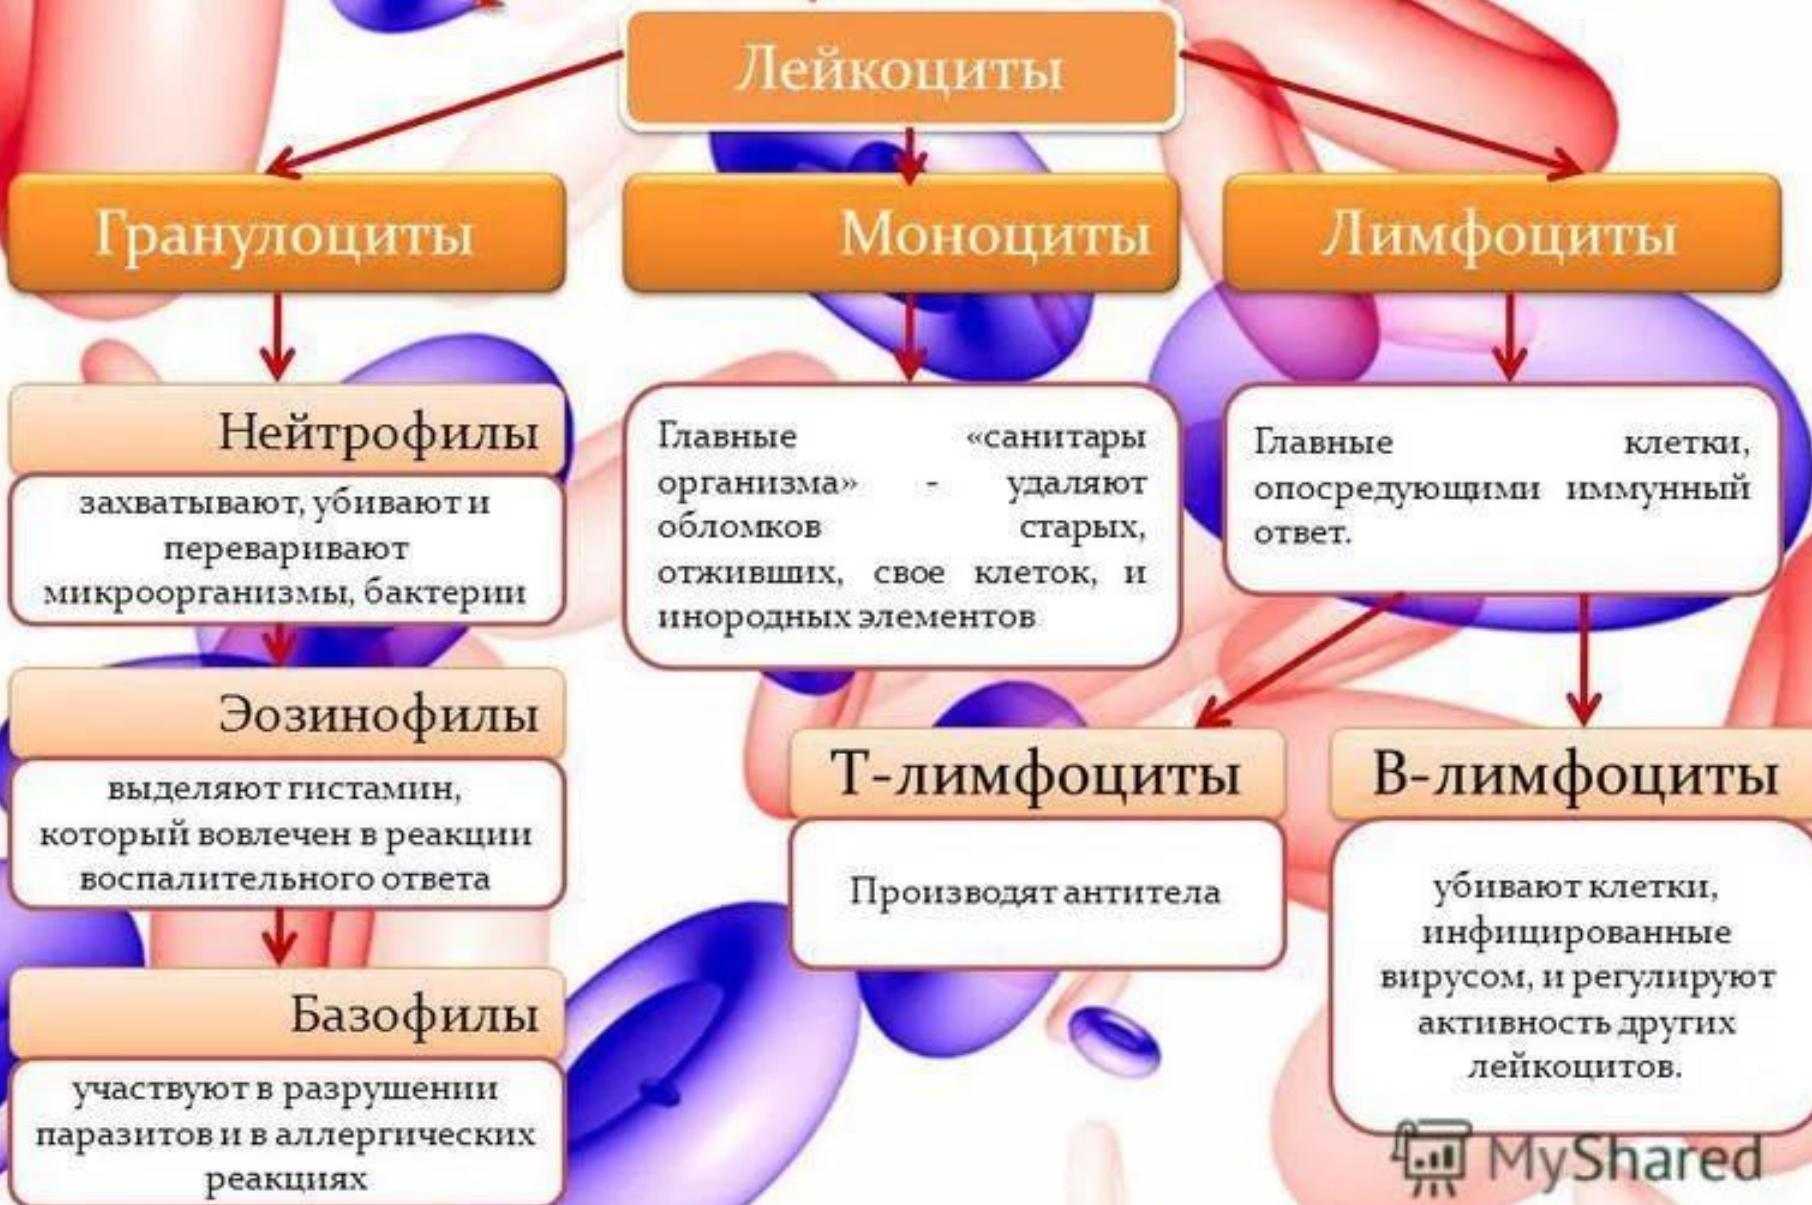 Лейкоциты
Гранулоциты
Моноциты
Лимфоциты
Нейтрофилы
захватывают, убивают и
переваривают
микроорганизмы, бактерии
Эозинофилы
выделяют гистамин,
который вовлечен в реакции
воспалительного ответа
Базофилы
участвуют в разрушении
паразитов и в аллергических
реакциях
Главные «санитары
организма» - удаляют
обломков старых,
отживших, свое клеток, и
инородных элементов
Главные клетки,
опосредующими иммунный
ответ.
Т-лимфоциты
Производят антитела
В-лимфоциты
убивают клетки,
инфицированные
вирусом, и регулируют
активность других
лейкоцитов.
MyShared